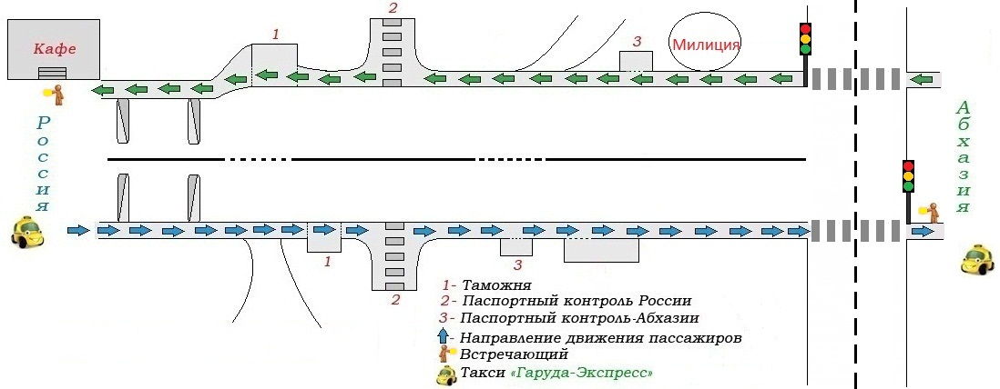 2
1
3
Кафе
Милиция
Россия
Абхазия
1
3
2
1- Таможня
2- Паспортный контроль России
3- Паспортный контроль-Абхазии
- Направление движения пассажиров
- Встречающий
- Такси «Гаруда-Экспресс»